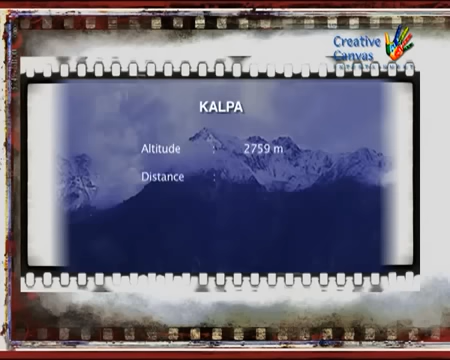 Creative
Canvas
KALPA
Altitude : 2759 m
Distance :